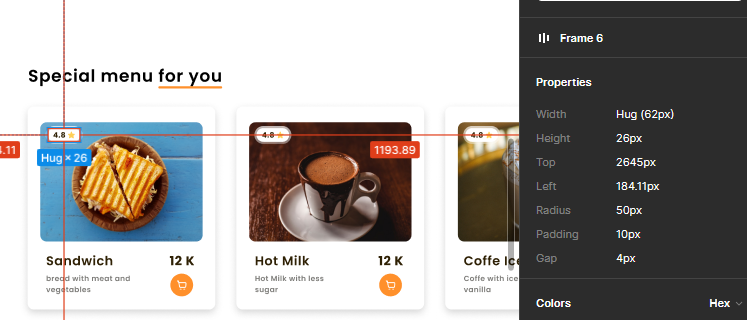 Frame 6
Special menu for you
Properties
Width Hug (62px)
Height 26px
Top 2645px
Left 184.11px
Radius 50px
Padding 10px
Gap 4px
Colors Hex
4.8
4.8
4.8
.11
1193.89
Hug × 26
Sandwich 12 K
bread with meat and
vegetables
Hot Milk 12 K
Hot Milk with less
sugar
Coffe Ice
Coffe with ice
vanilla